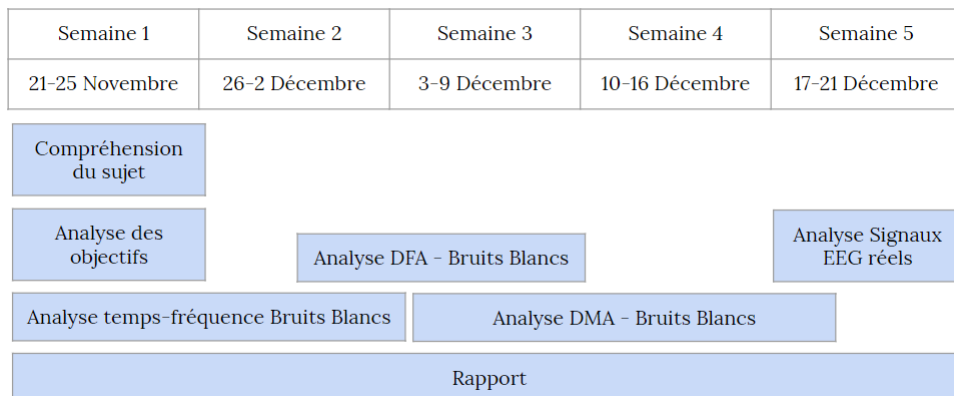 Semaine 1 Semaine 2 Semaine 3 Semaine 4 Semaine 5
21-25 Novembre 26-2 Décembre 3-9 Décembre 10-16 Décembre 17-21 Décembre
Compréhension
du sujet
Analyse des
objectifs
Analyse DFA - Bruits Blancs
Analyse Signaux
EEG réels
Analyse temps-fréquence Bruits Blancs
Analyse DMA - Bruits Blancs
Rapport